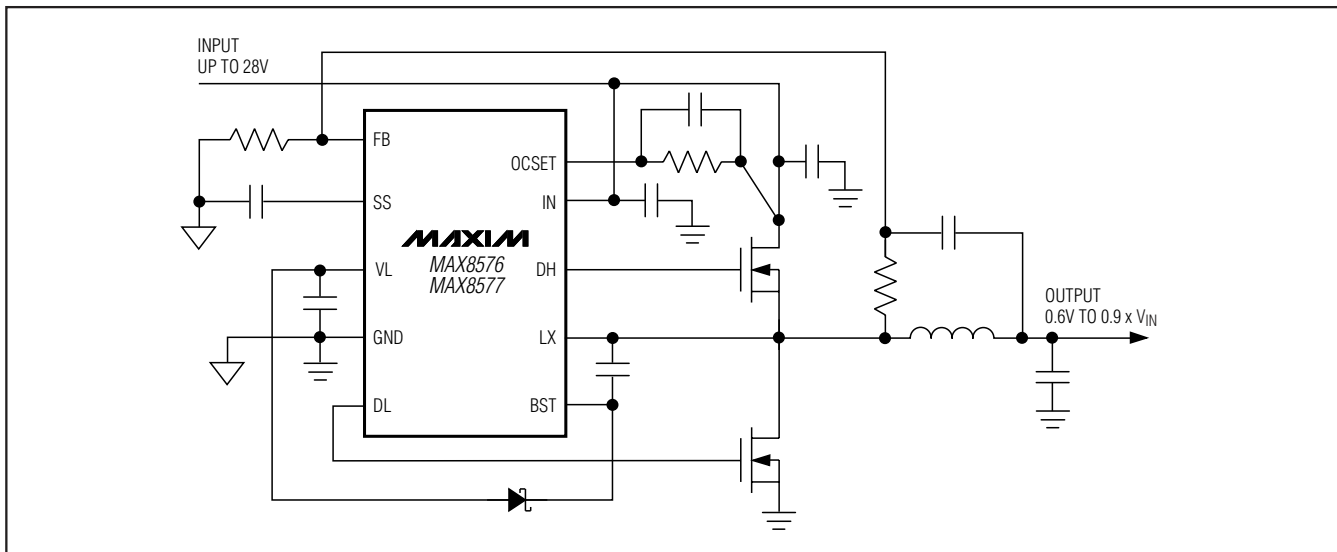 INPUT
UP TO 28V
FB
OCSET
SS
IN
MAXIM
MAX8576
MAX8577
VL
DH
OUTPUT
0.6V TO 0.9 x VIN
GND
LX
DL
BST